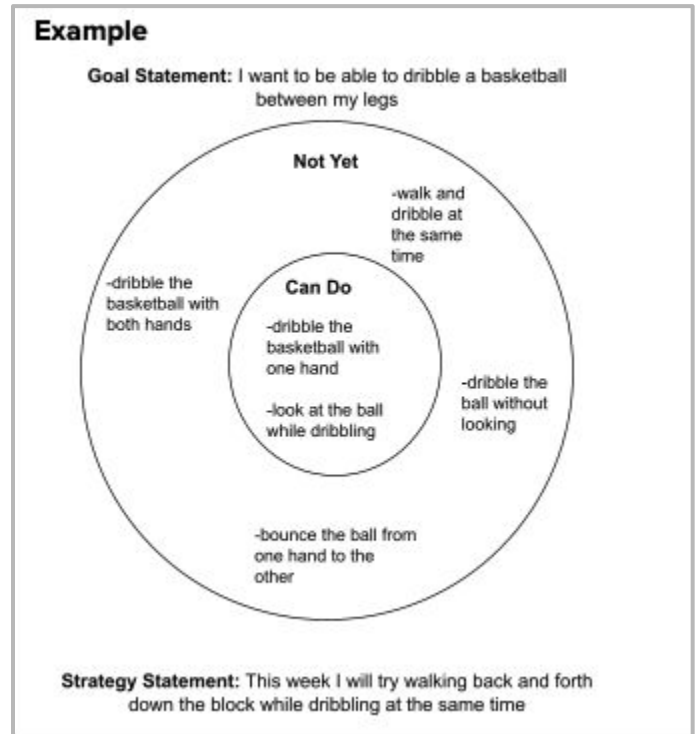 Example
Goal Statement: I want to be able to dribble a basketball
between my legs
Not Yet
-walk and
dribble at
the same
time
-dribble the
basketball with
both hands
Can Do
-dribble the
basketball with
one hand
-look at the ball
while dribbling
-dribble the
ball without
looking
-bounce the ball from
one hand to the
other
Strategy Statement: This week I will try walking back and forth
down the block while dribbling at the same time